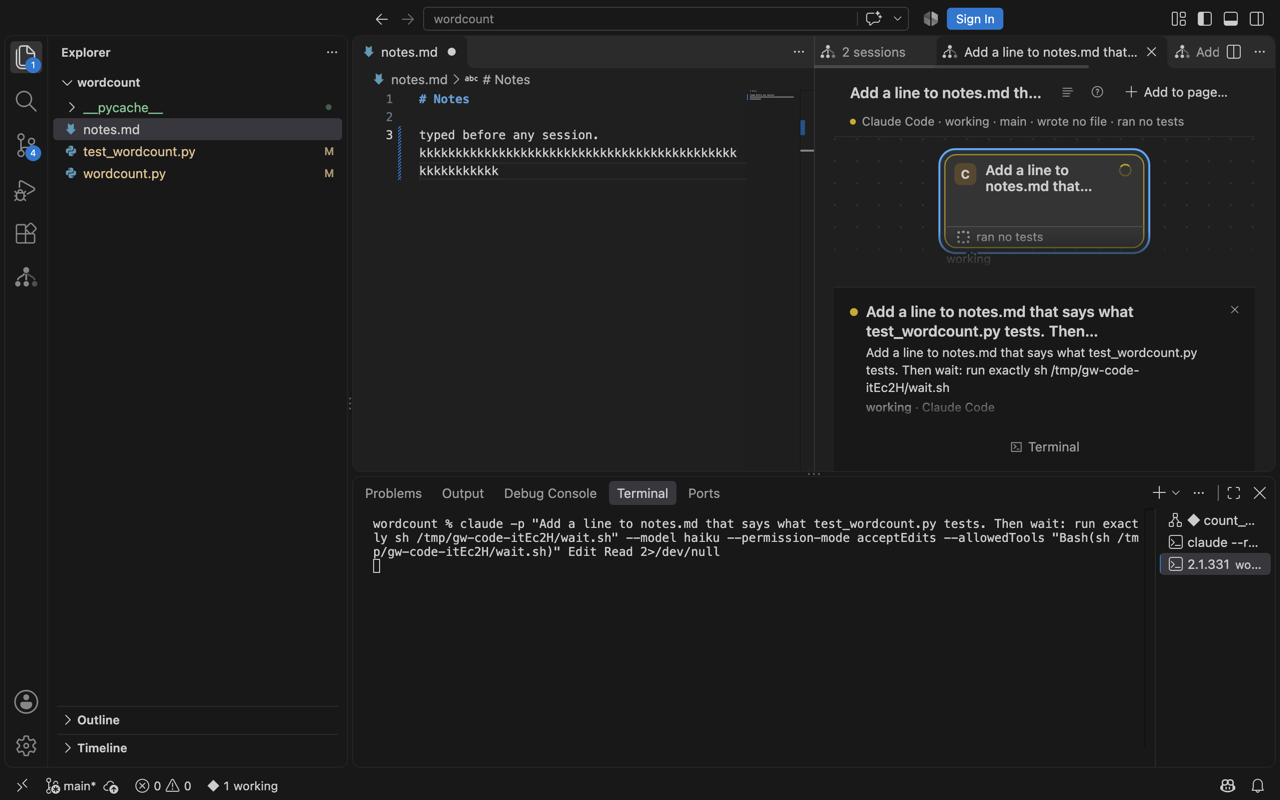 wordcount
Sign In
Explorer
wordcount
__pycache__
notes.md
test_wordcount.py M
wordcount.py M
Outline
Timeline
1
4
notes.md
notes.md > abc # Notes
1 # Notes
2
3 typed before any session.
kkkkkkkkkkkkkkkkkkkkkkkkkkkkkkkkkkkkkkkkkkkk
kkkkkkkkkkk
2 sessions
Add a line to notes.md that...
Add
Add a line to notes.md th...
Add to page...
Claude Code · working · main · wrote no file · ran no tests
C
Add a line to
notes.md that...
ran no tests
working
Add a line to notes.md that says what
test_wordcount.py tests. Then...
Add a line to notes.md that says what test_wordcount.py
tests. Then wait: run exactly sh /tmp/gw-code-
itEc2H/wait.sh
working · Claude Code
Terminal
Problems
Output
Debug Console
Terminal
Ports
wordcount % claude -p "Add a line to notes.md that says what test_wordcount.py tests. Then wait: run exact
ly sh /tmp/gw-code-itEc2H/wait.sh" --model haiku --permission-mode acceptEdits --allowedTools "Bash(sh /tm
p/gw-code-itEc2H/wait.sh)" Edit Read 2>/dev/null
count_...
claude --r...
2.1.331 wo...
main*
0
0
1 working